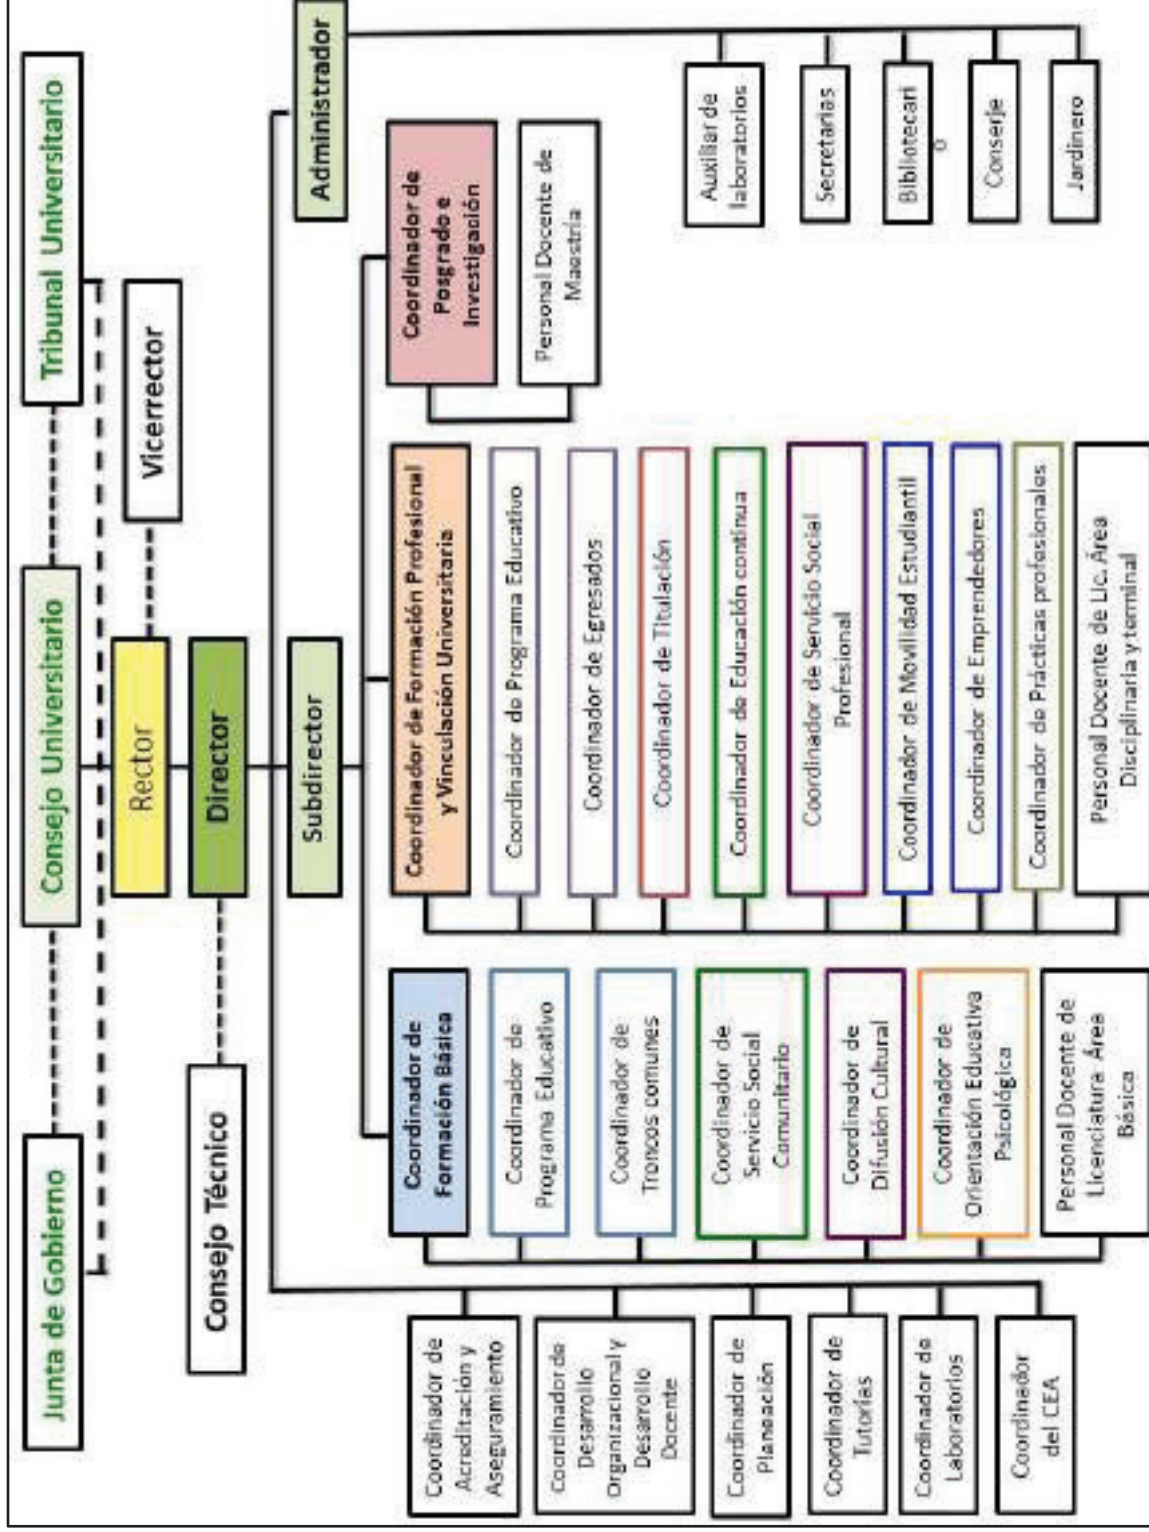 Junta de Gobierno
Consejo Universitario
Tribunal Universitario
Rector
Vicerrector
Consejo Técnico
Director
Subdirector
Administrador
Coordinador de
Acreditación y
Aseguramiento
Coordinador de
Desarrollo
Organizacional y
Desarrollo
Docente
Coordinador de
Planeación
Coordinador de
Tutorías
Coordinador de
Laboratorios
Coordinador
del CEA
Coordinador de
Formación Básica
Coordinador de
Programa Educativo
Coordinador de
Troncos comunes
Coordinador de
Servicio Social
Comunitario
Coordinador de
Difusión Cultural
Coordinador de
Orientación Educativa
Psicológica
Personal Docente de
Licenciatura Área
Básica
Coordinador de Formación Profesional
y Vinculación Universitaria
Coordinador de Programa Educativo
Coordinador de Egresados
Coordinador de Titulación
Coordinador de Educación continua
Coordinador de Servicio Social
Profesional
Coordinador de Movilidad Estudiantil
Coordinador de Emprendedores
Coordinador de Prácticas profesionales
Personal Docente de Lic. Área
Disciplinaria y terminal
Coordinador de
Posgrado e
Investigación
Personal Docente de
Maestría
Auxiliar de
laboratorios
Secretarias
Bibliotecari
o
Conserje
Jardinero